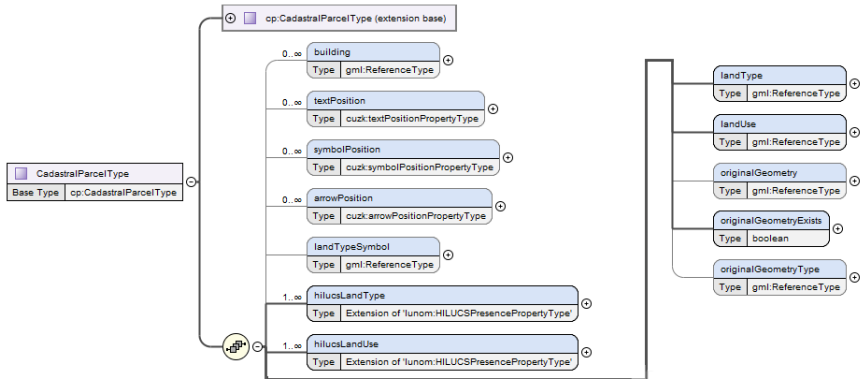 cp:CadastralParcelType (extension base)
0..∞
building
Type gml:ReferenceType
0..∞
textPosition
Type cuzk:textPositionPropertyType
0..∞
symbolPosition
Type cuzk:symbolPositionPropertyType
CadastralParcelType
Base Type cp:CadastralParcelType
0..∞
arrowPosition
Type cuzk:arrowPositionPropertyType
landTypeSymbol
Type gml:ReferenceType
1..∞
hilucsLandType
Type Extension of 'lunom:HILUCSPresencePropertyType'
1..∞
hilucsLandUse
Type Extension of 'lunom:HILUCSPresencePropertyType'
landType
Type gml:ReferenceType
landUse
Type gml:ReferenceType
originalGeometry
Type gml:ReferenceType
originalGeometryExists
Type boolean
originalGeometryType
Type gml:ReferenceType